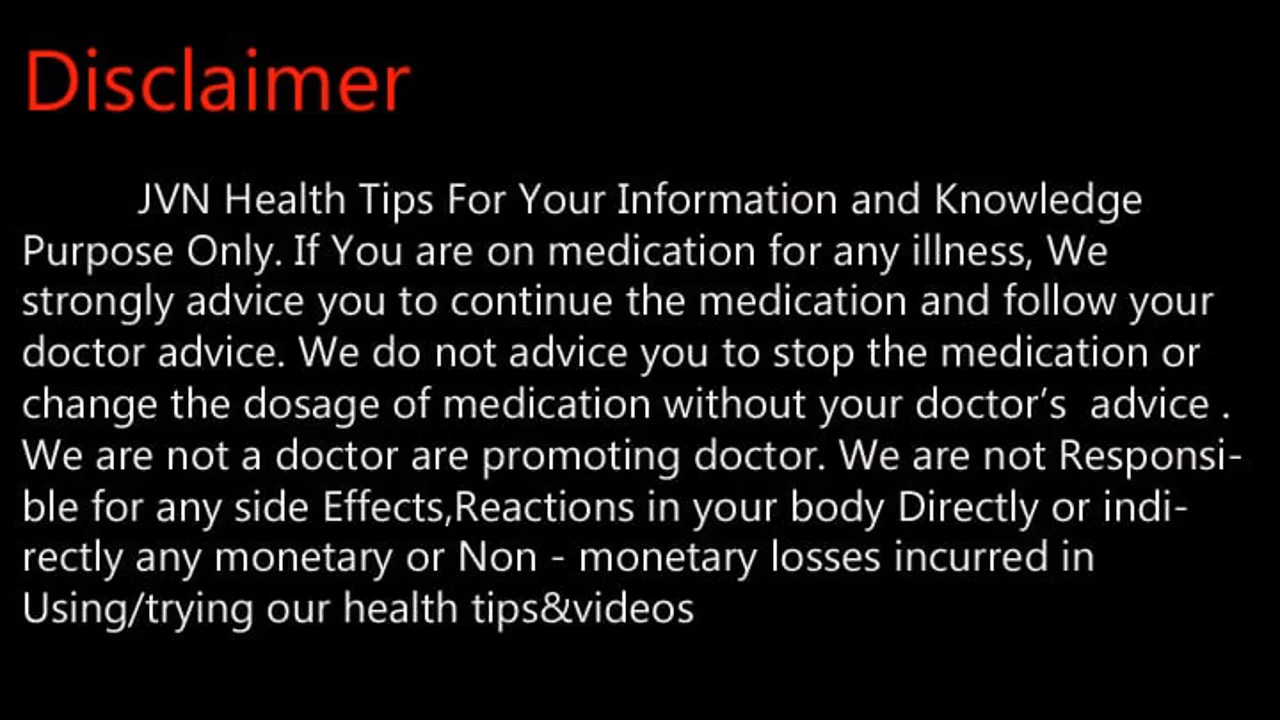 Disclaimer
JVN Health Tips For Your Information and Knowledge
Purpose Only. If You are on medication for any illness, We
strongly advice you to continue the medication and follow your
doctor advice. We do not advice you to stop the medication or
change the dosage of medication without your doctor’s  advice .
We are not a doctor are promoting doctor. We are not Responsi-
ble for any side Effects,Reactions in your body Directly or indi-
rectly any monetary or Non - monetary losses incurred in
Using/trying our health tips&videos